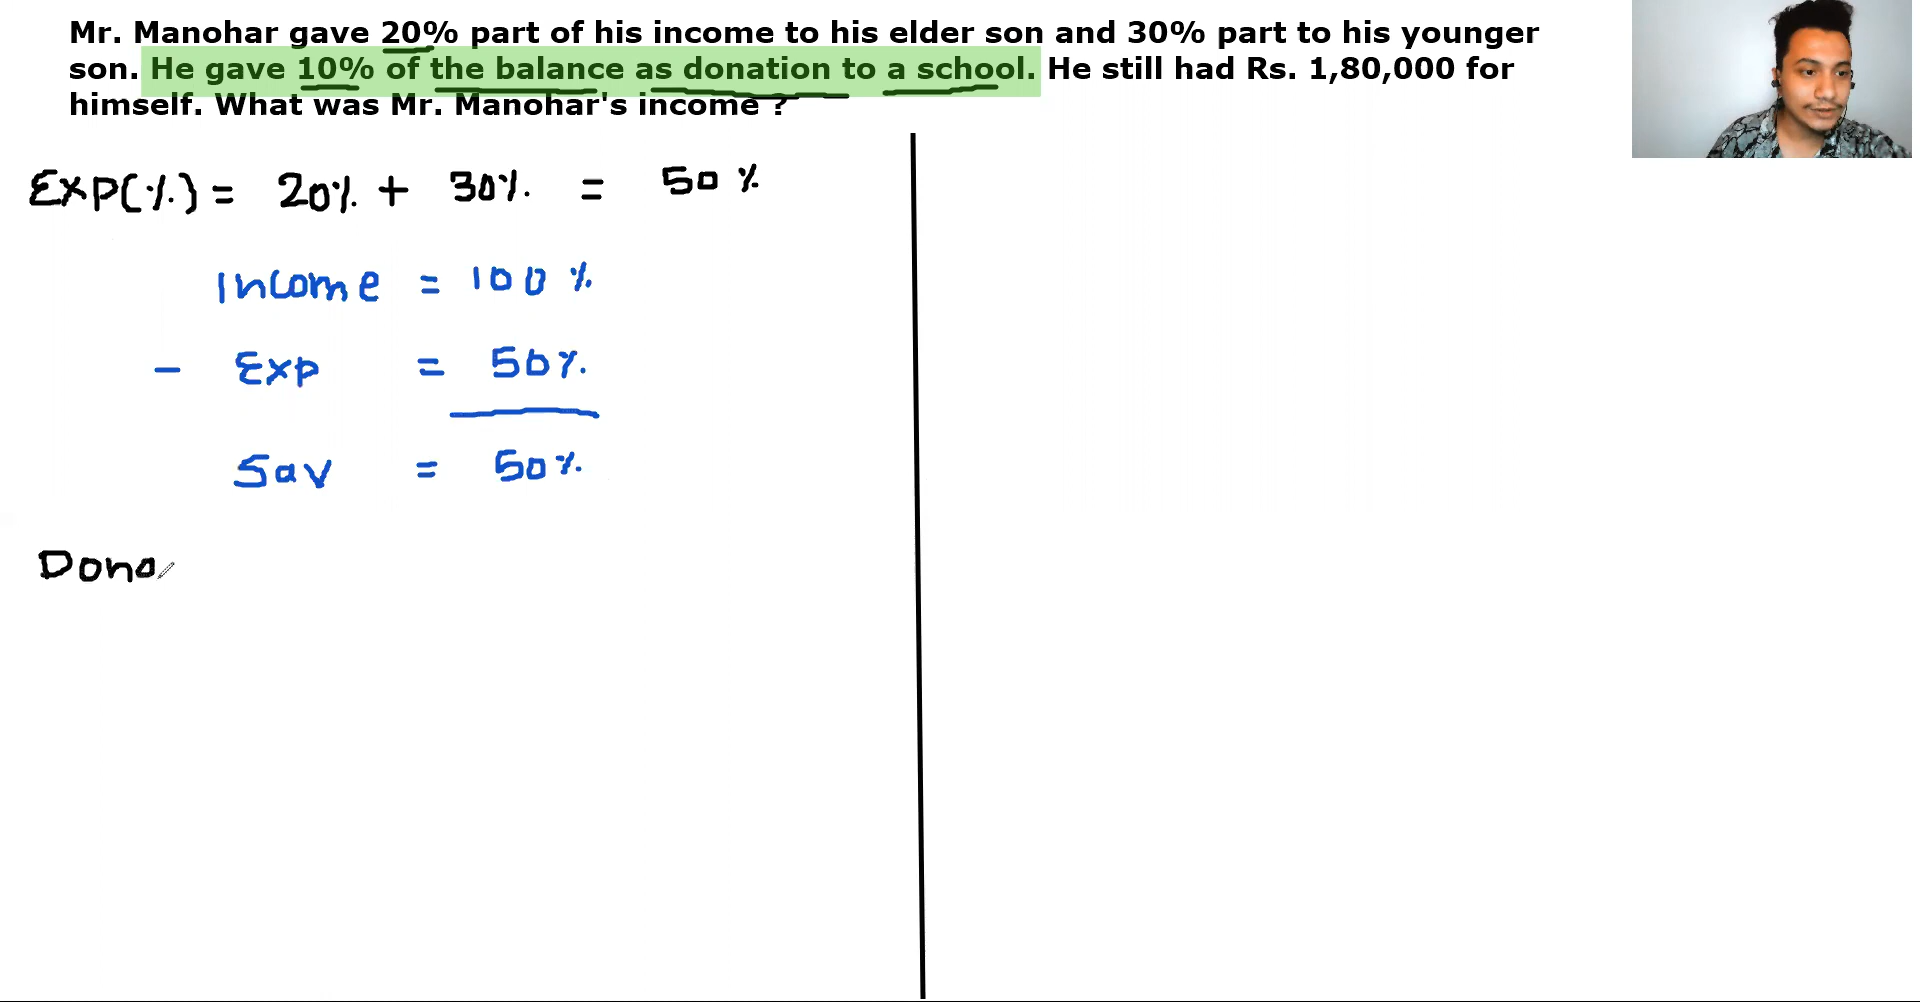 Mr. Manohar gave 20% part of his income to his elder son and 30% part to his younger
son. He gave 10% of the balance as donation to a school. He still had Rs. 1,80,000 for
himself. What was Mr. Manohar's income ?
Exp(%) = 20% + 30% = 50 %
Income = 100 %
- Exp = 50%
Sav = 50%
Dona